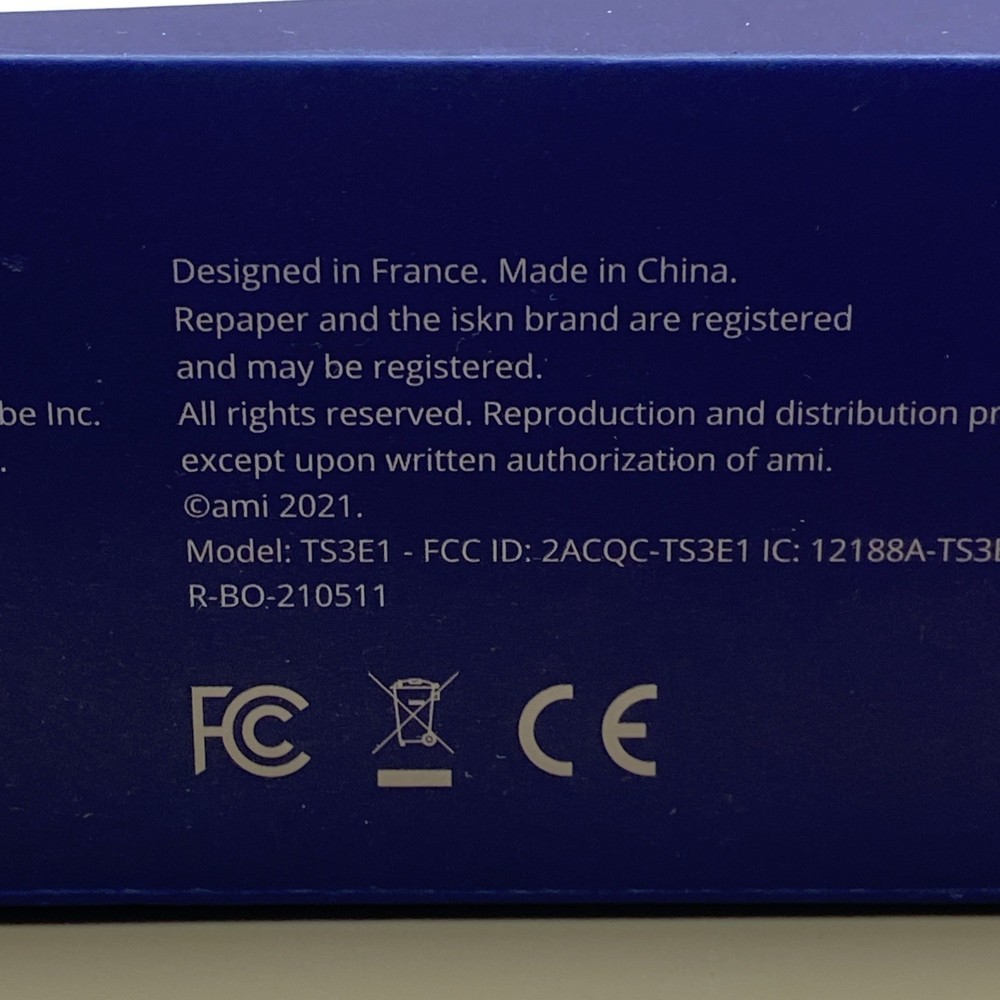 Designed in France. Made in China.
Repaper and the iskn brand are registered
and may be registered.
be Inc.
All rights reserved. Reproduction and distribution pr
.
except upon written authorization of ami.
©ami 2021.
Model: TS3E1 - FCC ID: 2ACQC-TS3E1 IC: 12188A-TS3E
R-BO-210511
FC CE